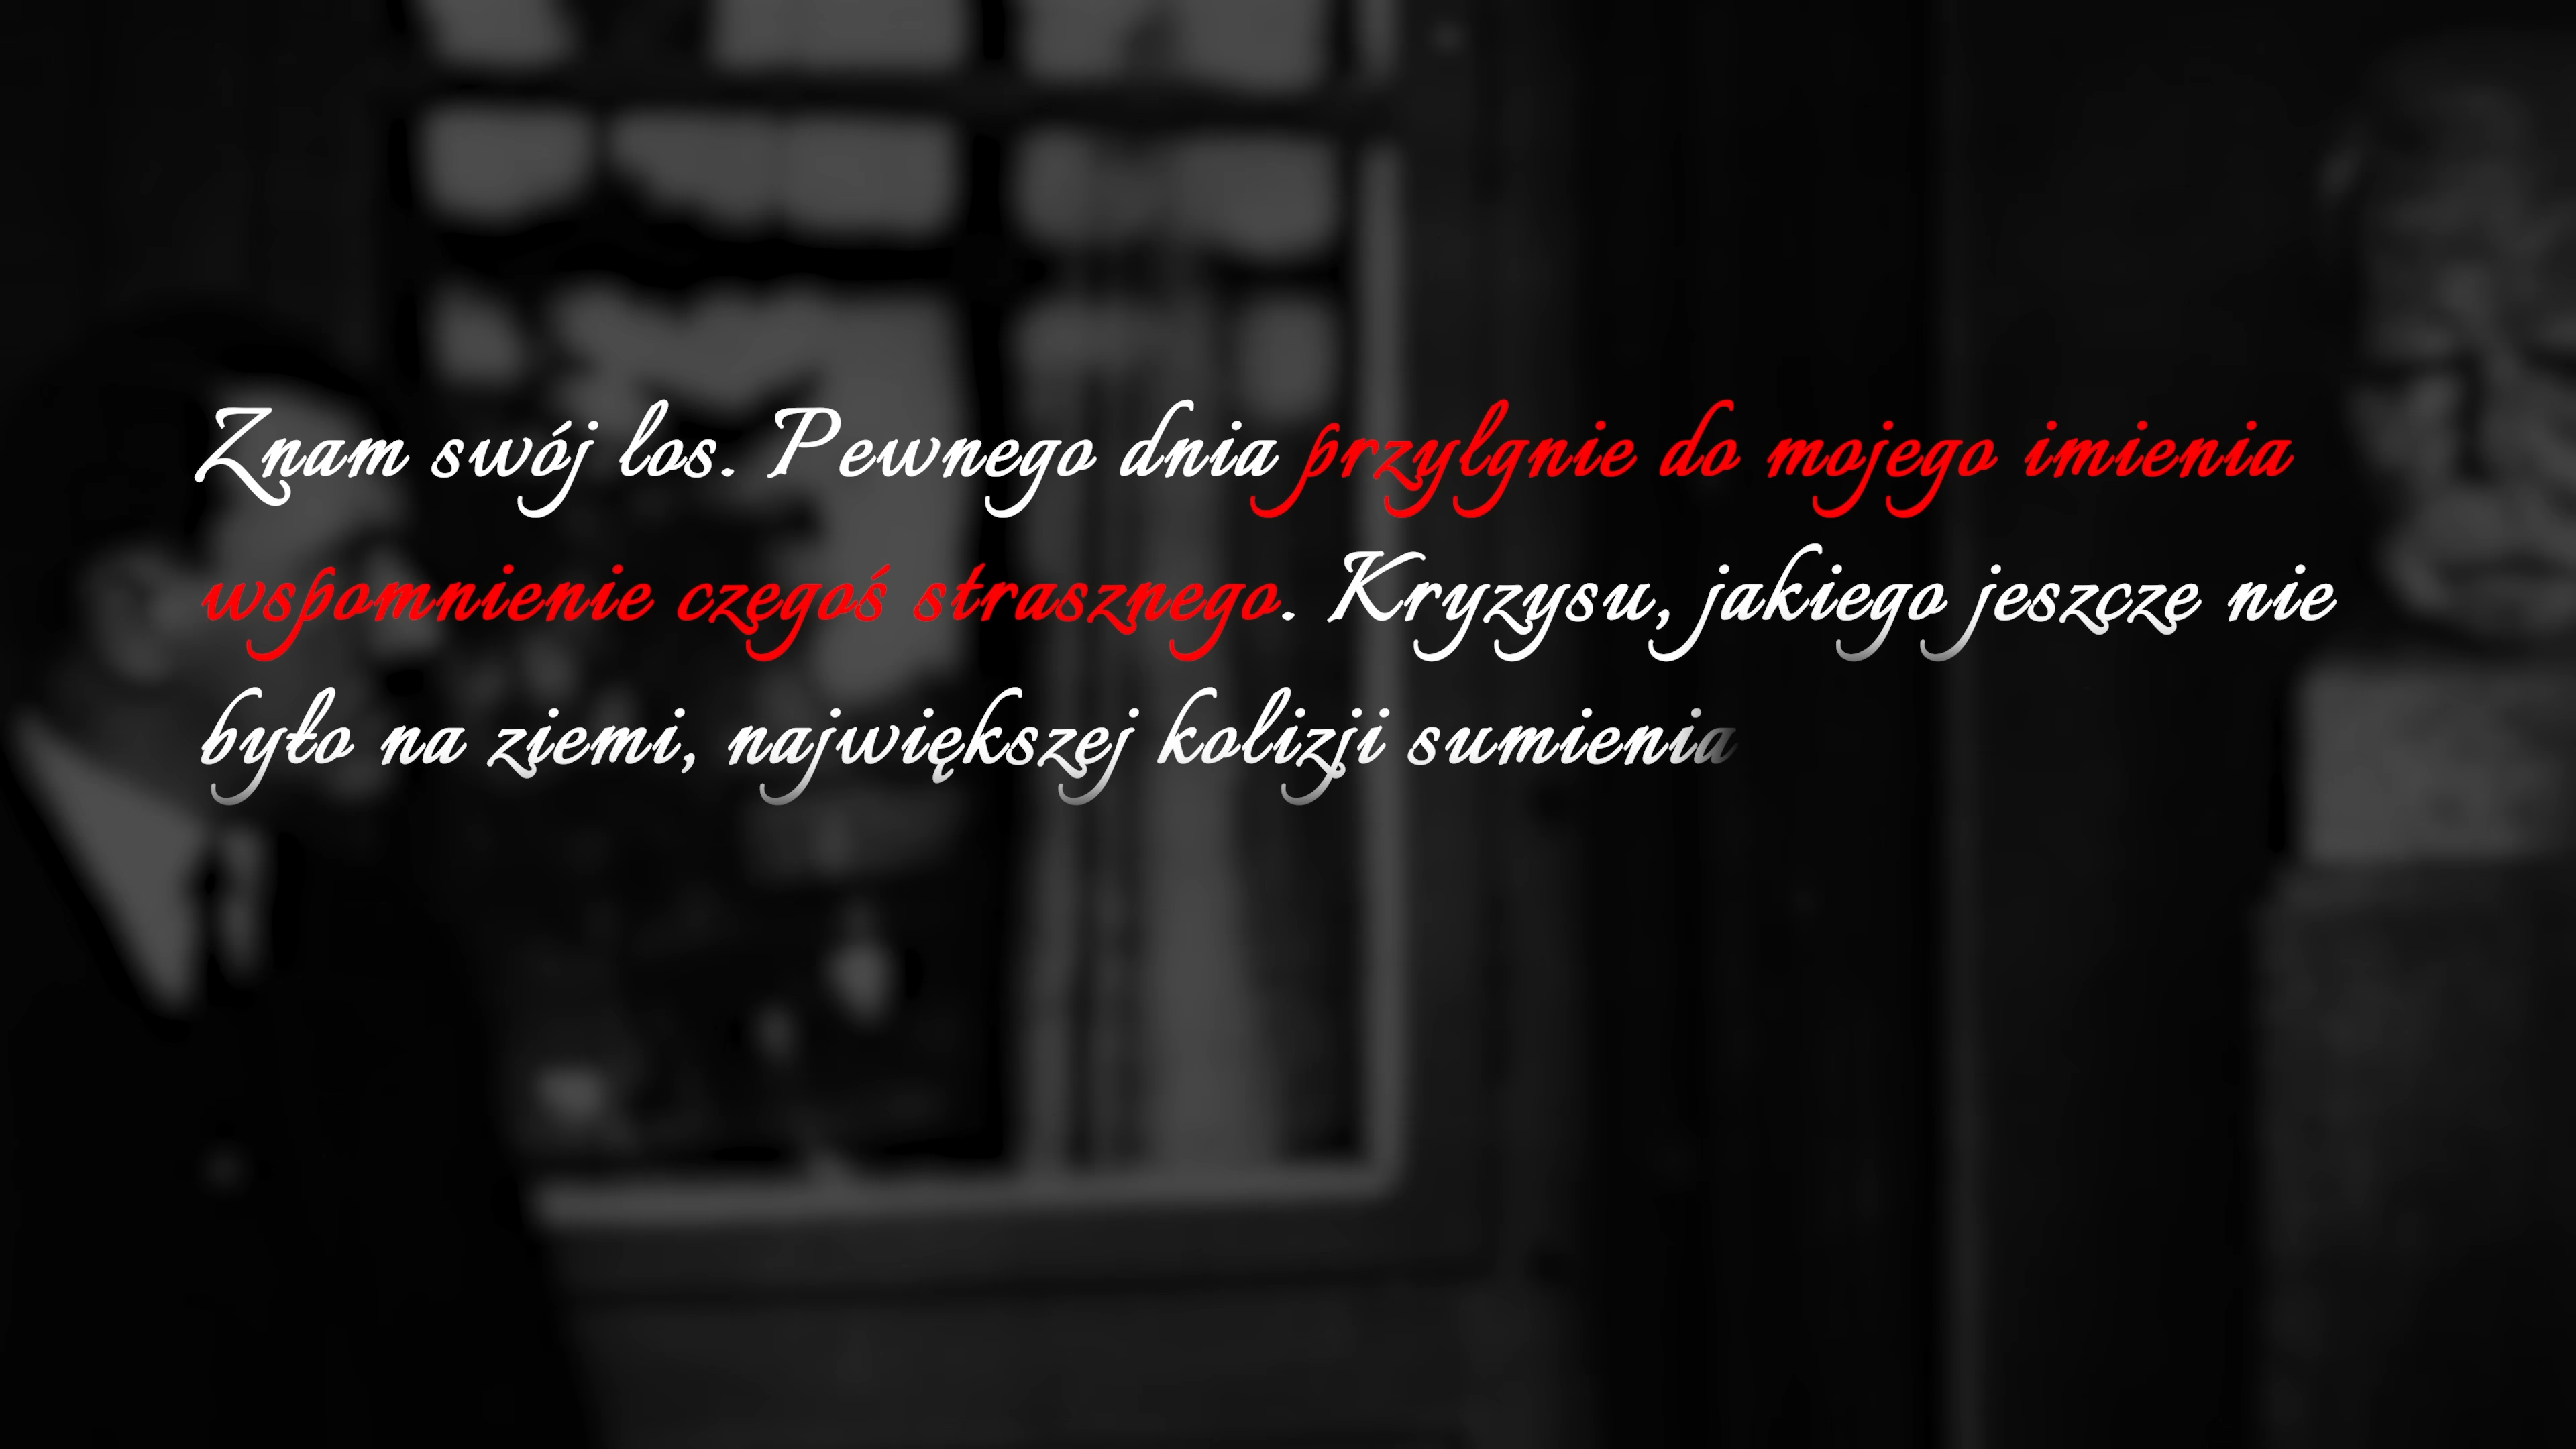 Znam swój los. Pewnego dnia przylgnie do mojego imienia
wspomnienie czegoś strasznego. Kryzysu, jakiego jeszcze nie
było na ziemi, największej kolizji sumienia